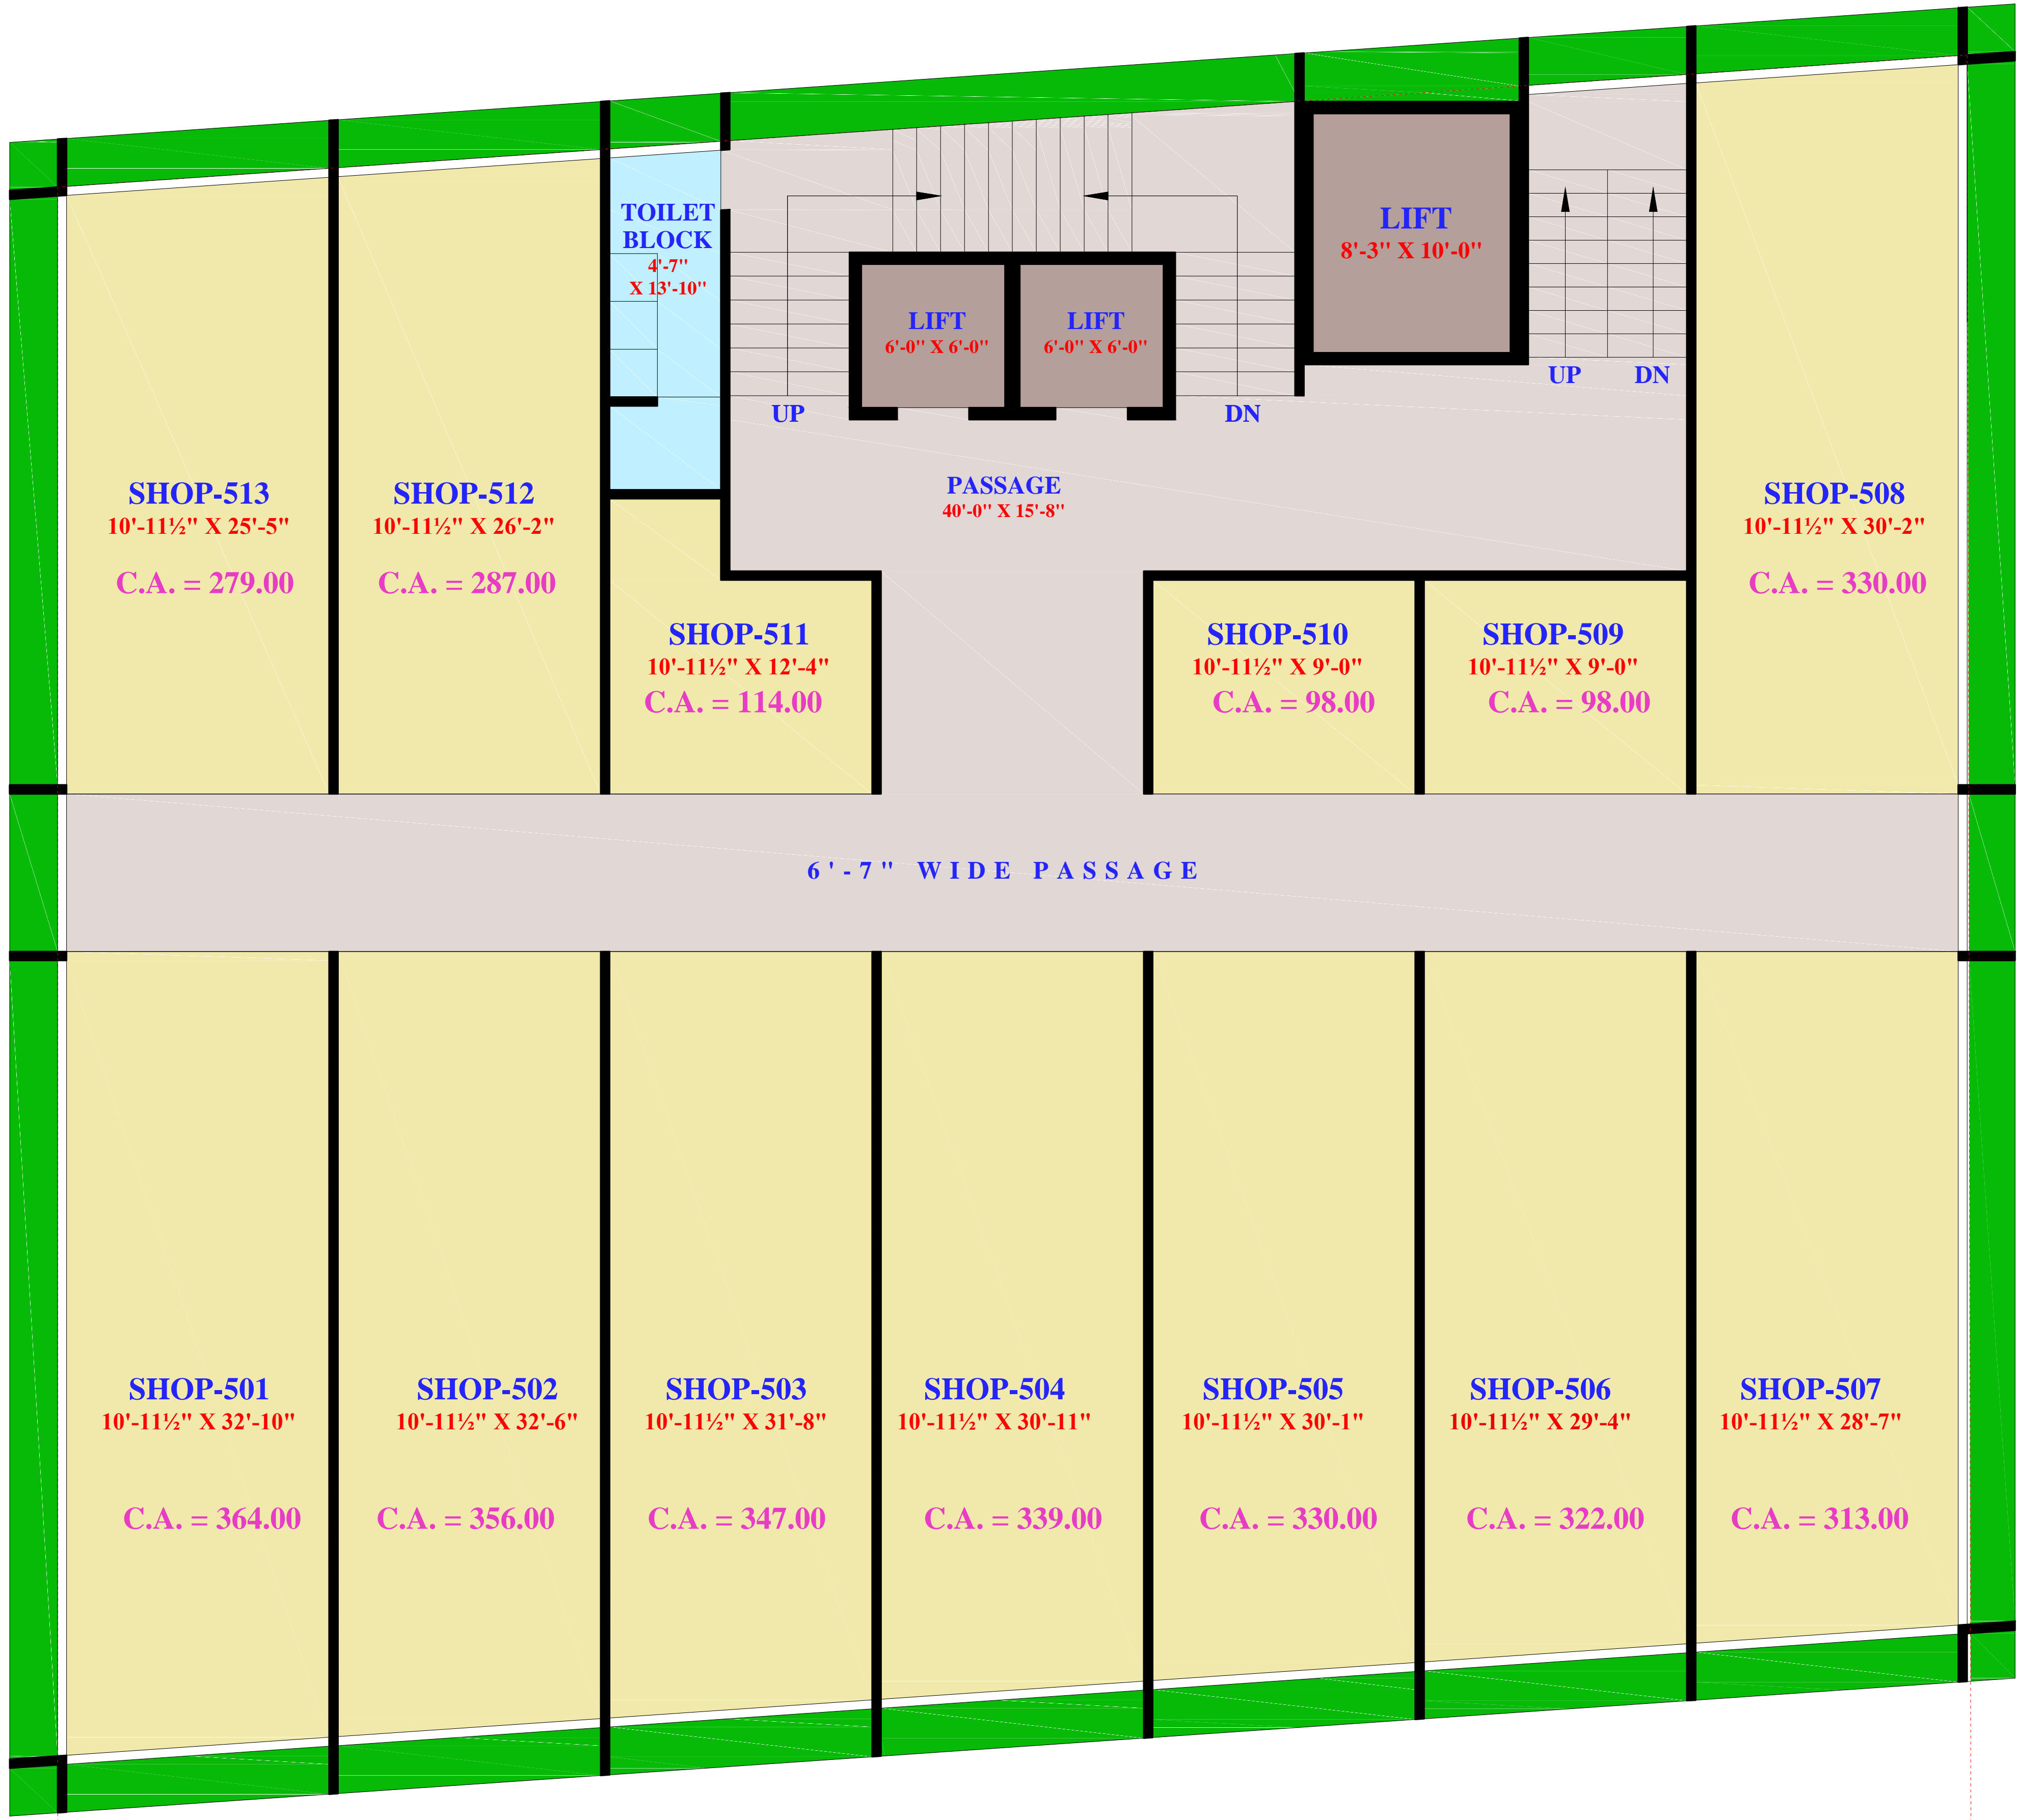 TOILET
BLOCK
4'-7"
X 13'-10"
LIFT
8'-3" X 10'-0"
LIFT
6'-0" X 6'-0"
LIFT
6'-0" X 6'-0"
UP
DN
UP
DN
PASSAGE
40'-0" X 15'-8"
SHOP-513
10'-11½" X 25'-5"
C.A. = 279.00
SHOP-512
10'-11½" X 26'-2"
C.A. = 287.00
SHOP-511
10'-11½" X 12'-4"
C.A. = 114.00
SHOP-510
10'-11½" X 9'-0"
C.A. = 98.00
SHOP-509
10'-11½" X 9'-0"
C.A. = 98.00
SHOP-508
10'-11½" X 30'-2"
C.A. = 330.00
6'-7" WIDE PASSAGE
SHOP-501
10'-11½" X 32'-10"
C.A. = 364.00
SHOP-502
10'-11½" X 32'-6"
C.A. = 356.00
SHOP-503
10'-11½" X 31'-8"
C.A. = 347.00
SHOP-504
10'-11½" X 30'-11"
C.A. = 339.00
SHOP-505
10'-11½" X 30'-1"
C.A. = 330.00
SHOP-506
10'-11½" X 29'-4"
C.A. = 322.00
SHOP-507
10'-11½" X 28'-7"
C.A. = 313.00